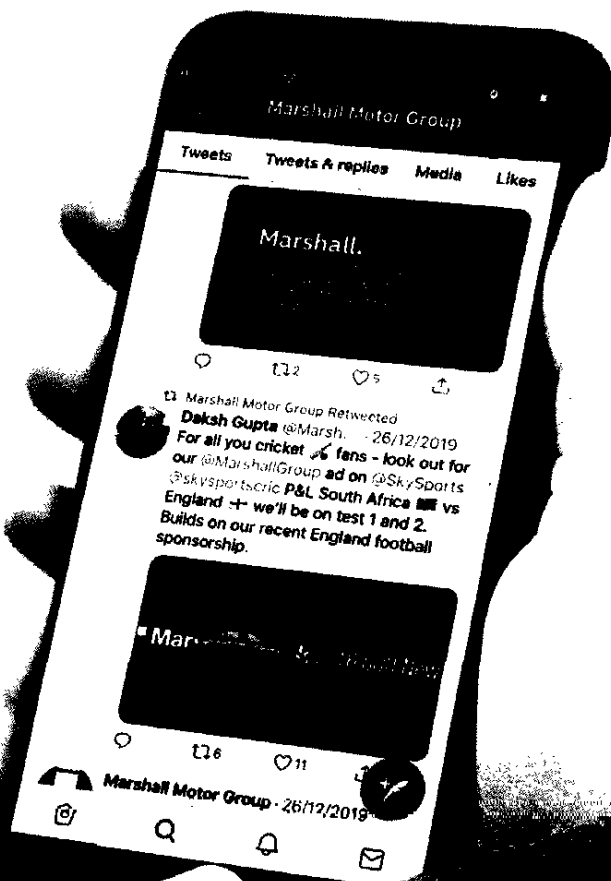 Marshall Motor Group
Tweets Tweets & replies Media Likes
Marshall.
2 5
Marshall Motor Group Retweeted
Daksh Gupta @Marsh. · 26/12/2019
For all you cricket 🏏 fans - look out for
our @MarshallGroup ad on @SkySports
@skysportscric P&L South Africa 🇿🇦 vs
England 🏴󠁧󠁢󠁥󠁮󠁧󠁿 we'll be on test 1 and 2.
Builds on our recent England football
sponsorship.
Mar
6 11
Marshall Motor Group · 26/12/2019